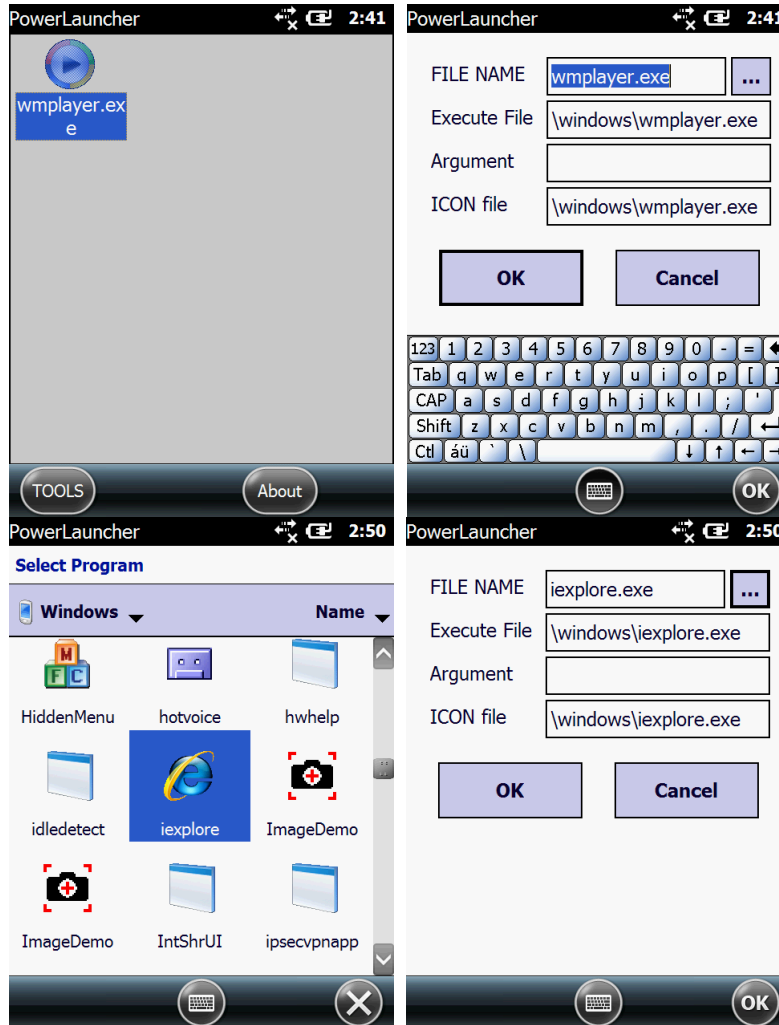 PowerLauncher 2:41
wmplayer.ex
e
TOOLS About
PowerLauncher 2:41
FILE NAME wmplayer.exe ...
Execute File \windows\wmplayer.exe
Argument
ICON file \windows\wmplayer.exe
OK Cancel
123 1 2 3 4 5 6 7 8 9 0 - =
Tab q w e r t y u i o p [ ]
CAP a s d f g h j k l ; '
Shift z x c v b n m , . /
Ctl áü ` \
OK
PowerLauncher 2:50
Select Program
Windows Name
M
F C
HiddenMenu hotvoice hwhelp
idledetect iexplore ImageDemo
ImageDemo IntShrUI ipsecvpnapp
PowerLauncher 2:50
FILE NAME iexplore.exe ...
Execute File \windows\iexplore.exe
Argument
ICON file \windows\iexplore.exe
OK Cancel
OK